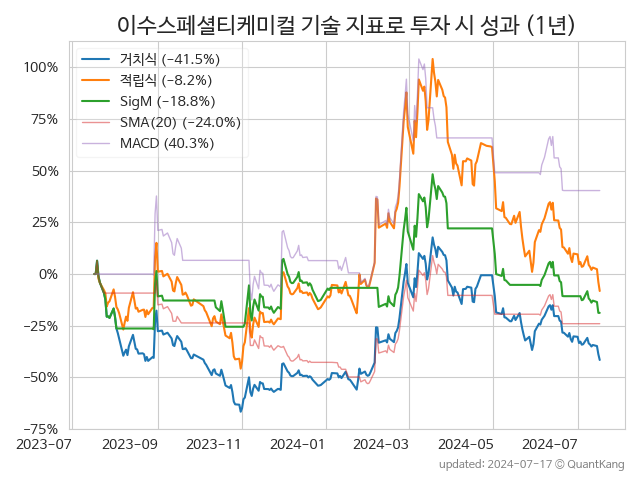 이수스페셜티케미컬 기술 지표로 투자 시 성과 (1년)
거치식 (−41.5%)
적립식 (−8.2%)
SigM (−18.8%)
SMA(20) (−24.0%)
MACD (40.3%)
100%
75%
50%
25%
0%
−25%
−50%
−75%
2023-07 2023-09 2023-11 2024-01 2024-03 2024-05 2024-07
updated: 2024-07-17 © QuantKang